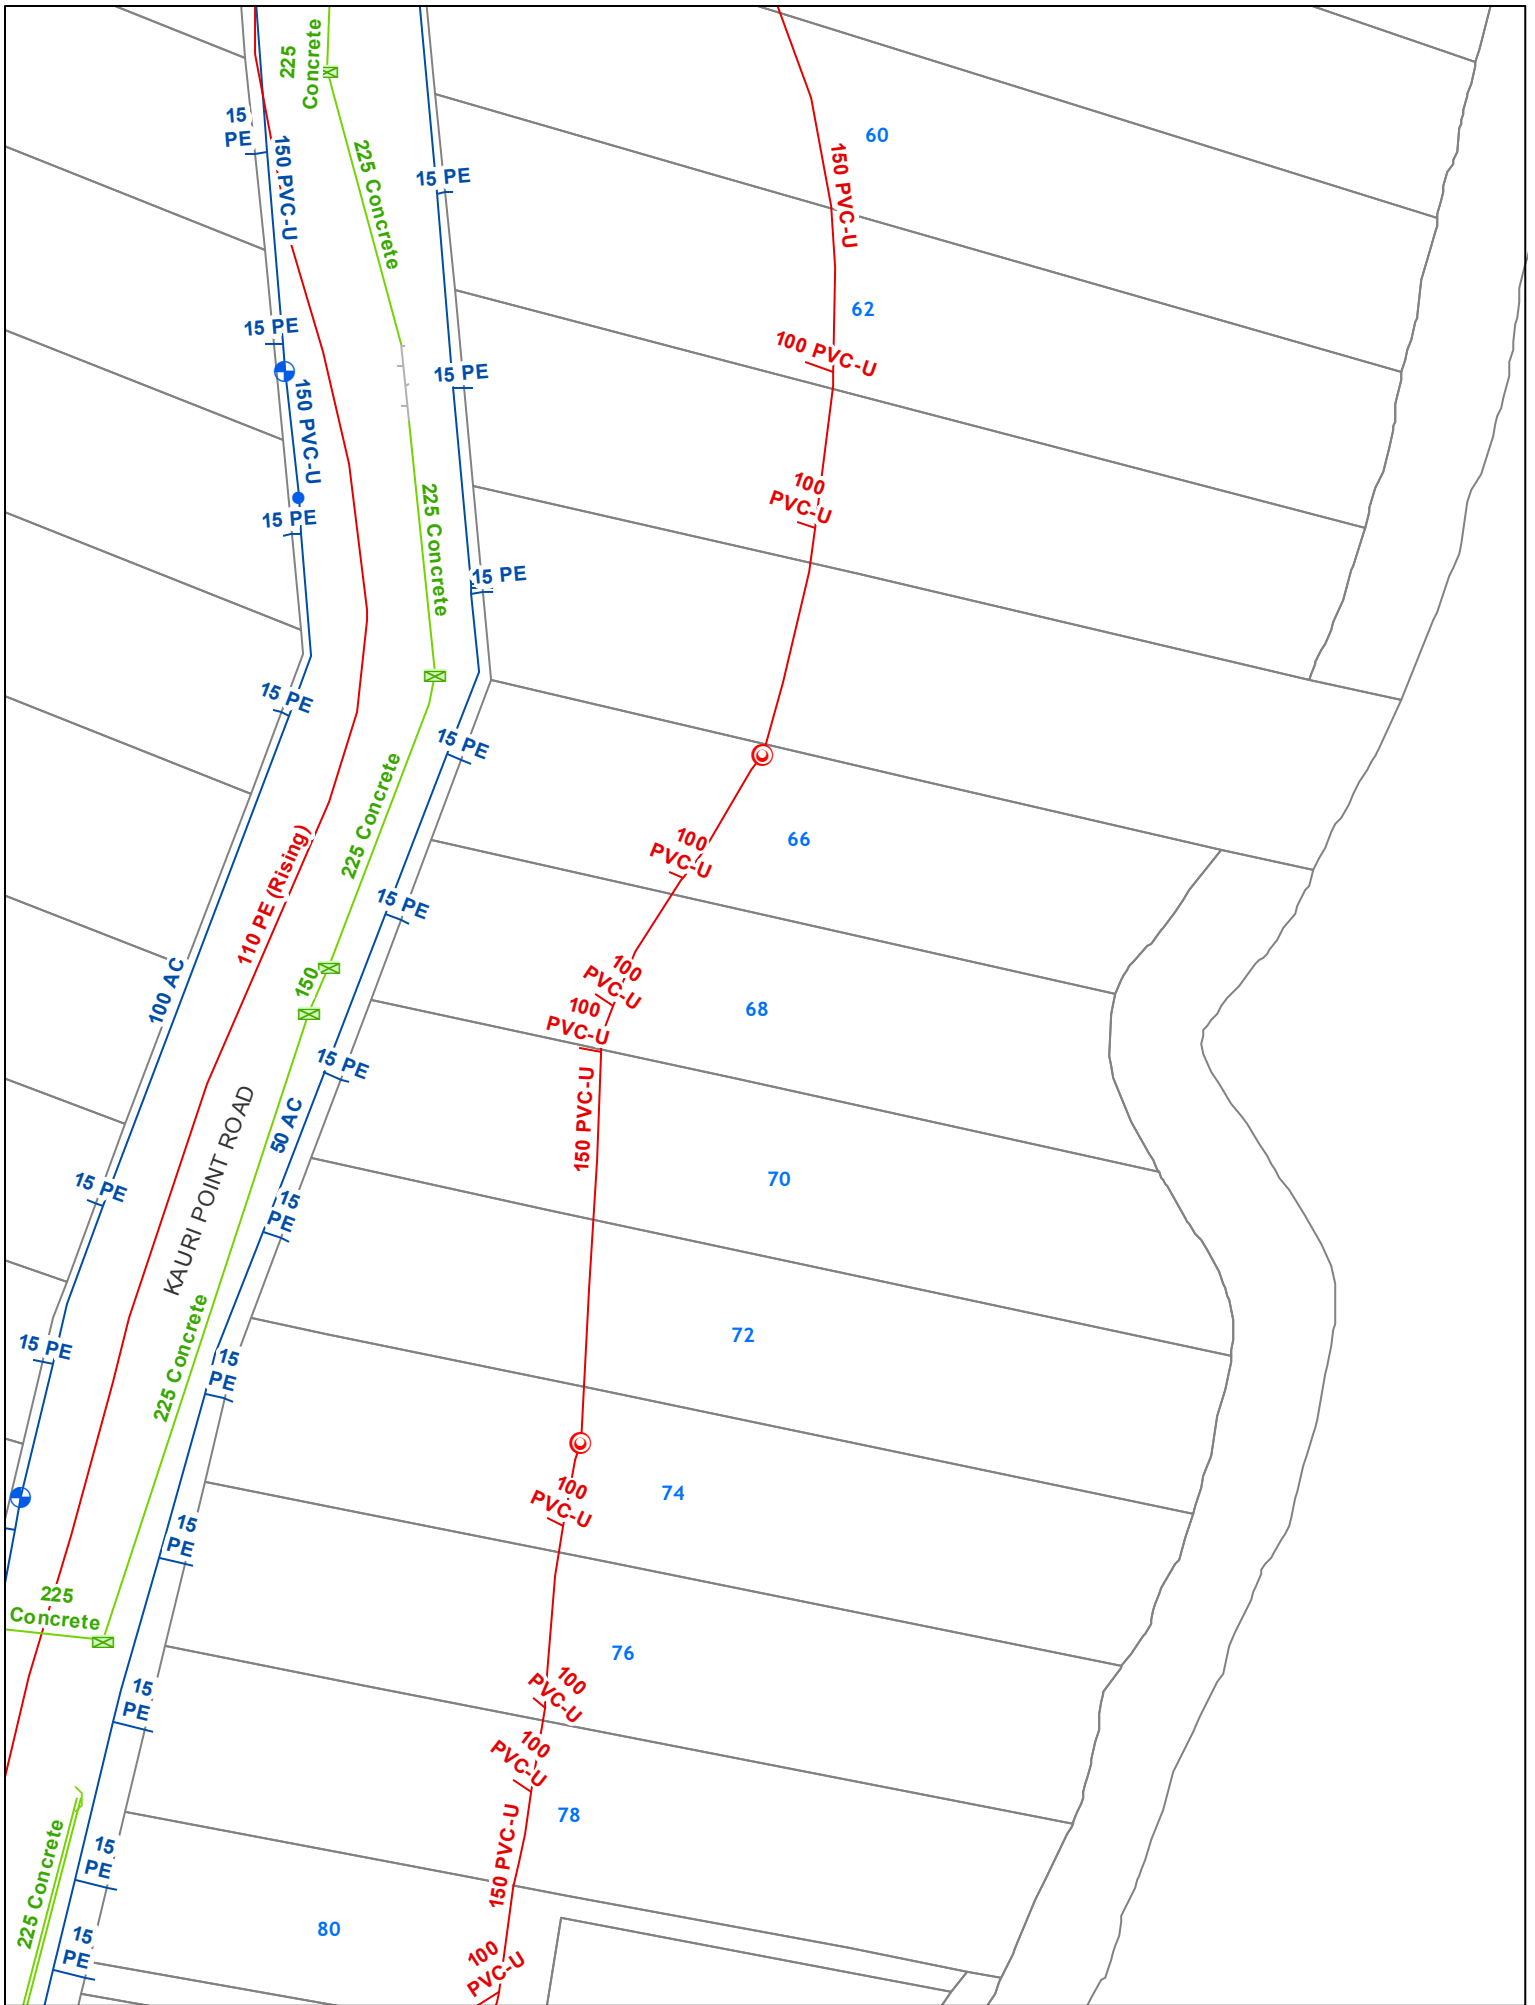 225
Concrete
15
PE
150 PVC-U
225 Concrete
15 PE
60
150 PVC-U
62
15 PE
100 PVC-U
15 PE
150 PVC-U
100
PVC-U
225 Concrete
15 PE
15 PE
15 PE
15 PE
225 Concrete
110 PE (Rising)
100
PVC-U
66
15 PE
100 AC
150
100
PVC-U
100
PVC-U
68
15 PE
150 PVC-U
50 AC
KAURI POINT ROAD
15 PE
15
PE
70
225 Concrete
15 PE
15
PE
72
100
PVC-U
74
15
PE
225
Concrete
76
15
PE
100
PVC-U
100
PVC-U
78
150 PVC-U
225 Concrete
15
PE
80
15
PE
100
PVC-U